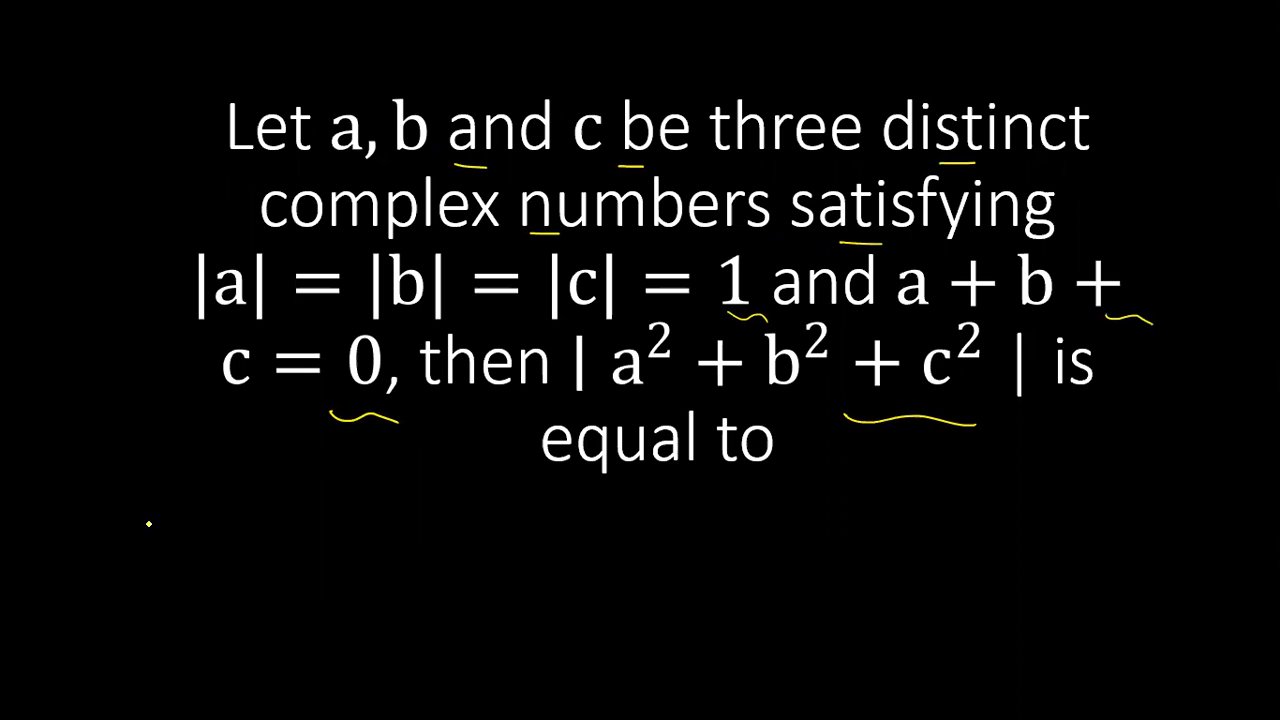 Let a, b and c be three distinct
complex numbers satisfying
|a| = |b| = |c| = 1 and a + b +
c = 0, then | a² + b² + c² | is
equal to